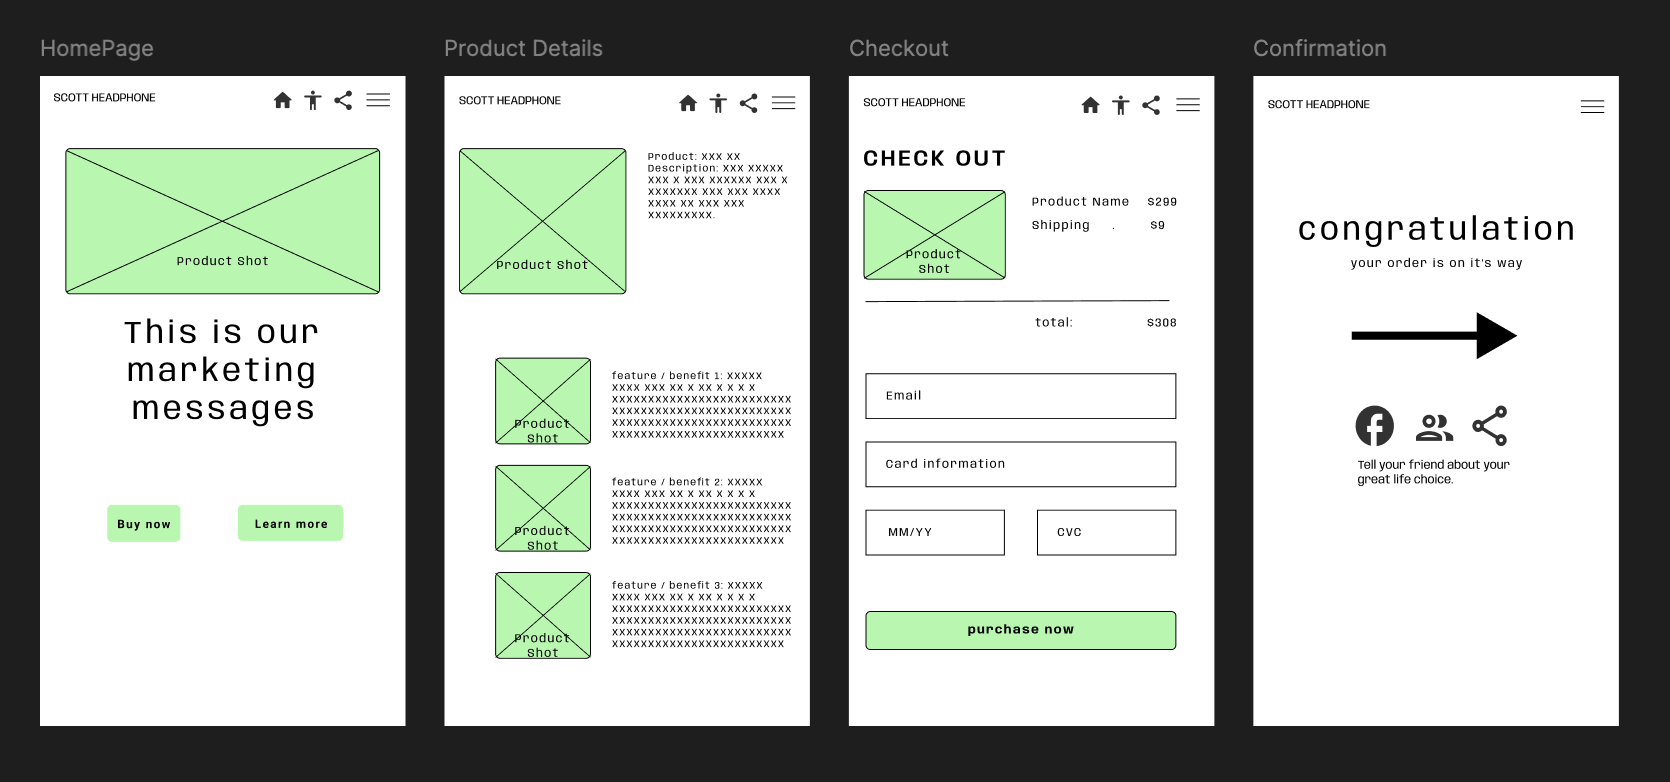 HomePage
SCOTT HEADPHONE
Product Shot
This is our
marketing
messages
Buy now
Learn more
Product Details
SCOTT HEADPHONE
Product Shot
Product: XXX XX
Description: XXX XXXXX
XXX X XXX XXXXXX XXX X
XXXXXXX XXX XXX XXXX
XXXX XX XXX XXX
XXXXXXXXX.
Product
Shot
feature / benefit 1: XXXXX
XXXX XXX XX X XX X X X X
XXXXXXXXXXXXXXXXXXXXXXXXX
XXXXXXXXXXXXXXXXXXXXXXXXX
XXXXXXXXXXXXXXXXXXXXXXXXX
XXXXXXXXXXXXXXXXXXXXXXXX
Product
Shot
feature / benefit 2: XXXXX
XXXX XXX XX X XX X X X X
XXXXXXXXXXXXXXXXXXXXXXXXX
XXXXXXXXXXXXXXXXXXXXXXXXX
XXXXXXXXXXXXXXXXXXXXXXXXX
XXXXXXXXXXXXXXXXXXXXXXXX
Product
Shot
feature / benefit 3: XXXXX
XXXX XXX XX X XX X X X X
XXXXXXXXXXXXXXXXXXXXXXXXX
XXXXXXXXXXXXXXXXXXXXXXXXX
XXXXXXXXXXXXXXXXXXXXXXXXX
XXXXXXXXXXXXXXXXXXXXXXXX
Checkout
SCOTT HEADPHONE
CHECK OUT
Product
Shot
Product Name $299
Shipping . $9
total: $308
Email
Card information
MM/YY
CVC
purchase now
Confirmation
SCOTT HEADPHONE
congratulation
your order is on it's way
Tell your friend about your
great life choice.